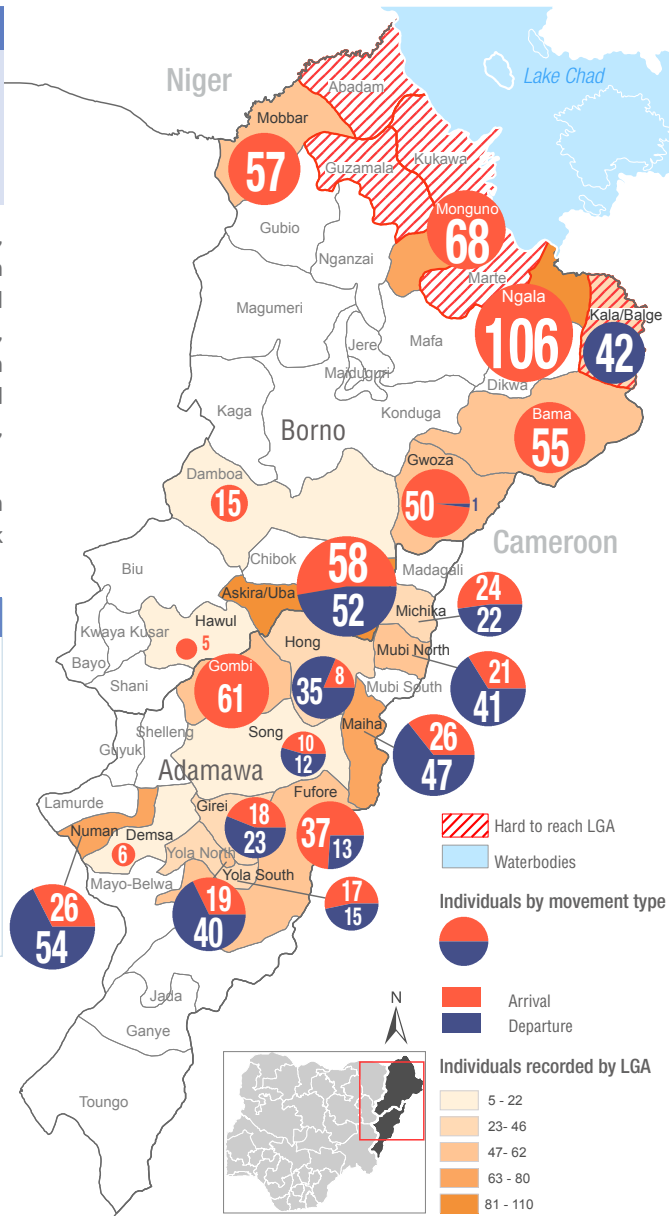 Niger
Lake Chad
Abadam
Mobbar
57
Kukawa
Guzamala
Gubio
Monguno
68
Nganzai
Marte
Ngala
106
Magumeri
Kala/Balge
42
Jere
Mafa
Maiduguri
Dikwa
Kaga
Konduga
Borno
Bama
55
Gwoza
50
1
Damboa
15
Cameroon
Chibok
58
52
Madagali
Biu
Askira/Uba
Michika
24
22
Hawul
5
Kwaya Kusar
Hong
Mubi North
21
41
Bayo
Gombi
61
35
8
Shani
Mubi South
Maiha
26
47
Shelleng
Song
10
12
Guyuk
Adamawa
Fufore
37
13
Lamurde
Girei
18
23
Numan
Demsa
6
Yola North
Yola South
Mayo-Belwa
19
40
17
15
26
54
Jada
Ganye
Toungo
N
Hard to reach LGA
Waterbodies
Individuals by movement type
Arrival
Departure
Individuals recorded by LGA
5 - 22
23- 46
47- 62
63 - 80
81 - 110